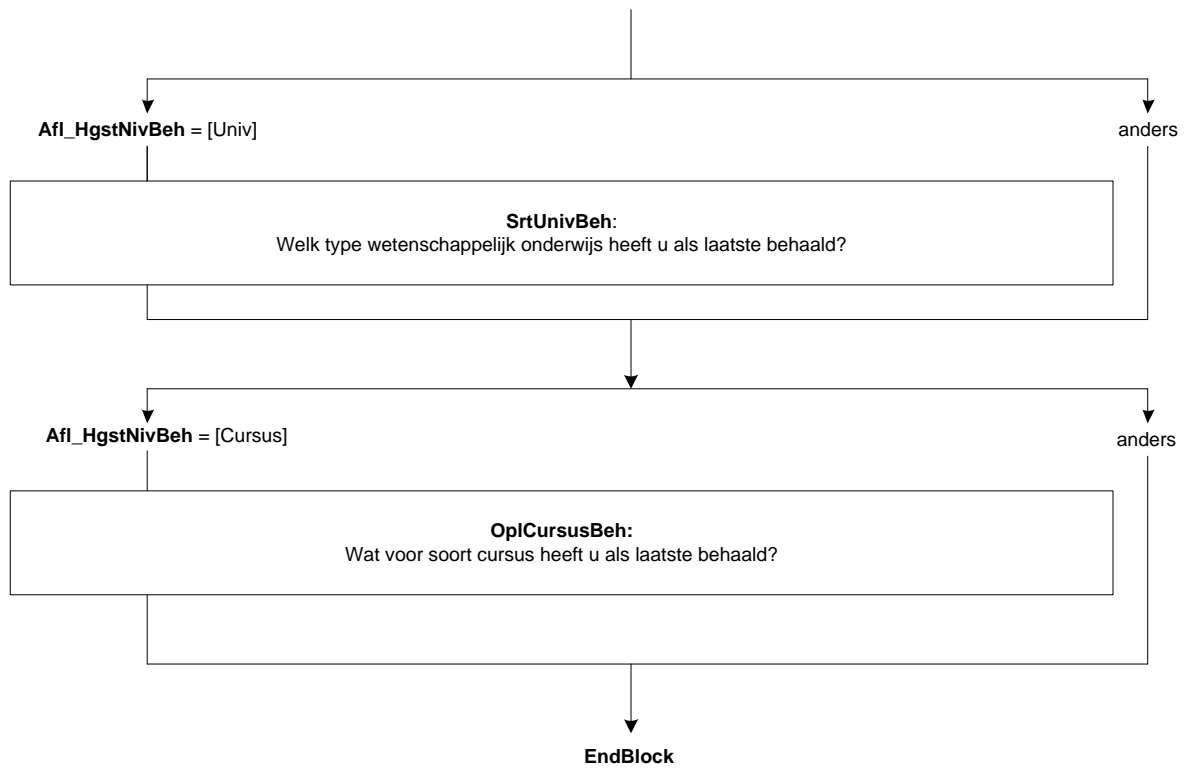 Afl_HgstNivBeh = [Univ]
anders
SrtUnivBeh:
Welk type wetenschappelijk onderwijs heeft u als laatste behaald?
Afl_HgstNivBeh = [Cursus]
anders
OplCursusBeh:
Wat voor soort cursus heeft u als laatste behaald?
EndBlock